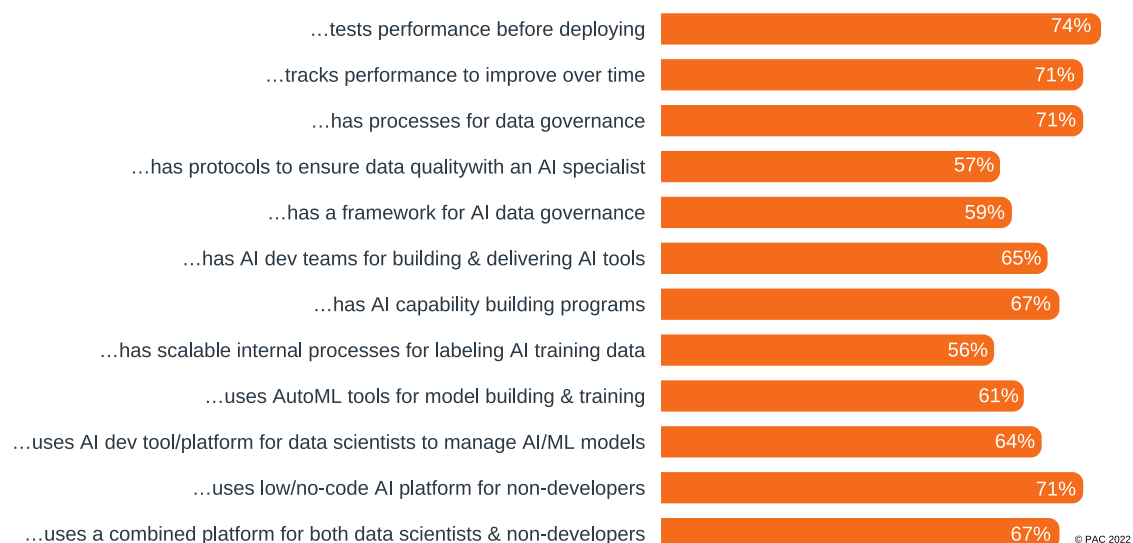 …tests performance before deploying 74%
…tracks performance to improve over time 71%
…has processes for data governance 71%
…has protocols to ensure data qualitywith an AI specialist 57%
…has a framework for AI data governance 59%
…has AI dev teams for building & delivering AI tools 65%
…has AI capability building programs 67%
…has scalable internal processes for labeling AI training data 56%
…uses AutoML tools for model building & training 61%
…uses AI dev tool/platform for data scientists to manage AI/ML models 64%
…uses low/no-code AI platform for non-developers 71%
…uses a combined platform for both data scientists & non-developers 67%
© PAC 2022